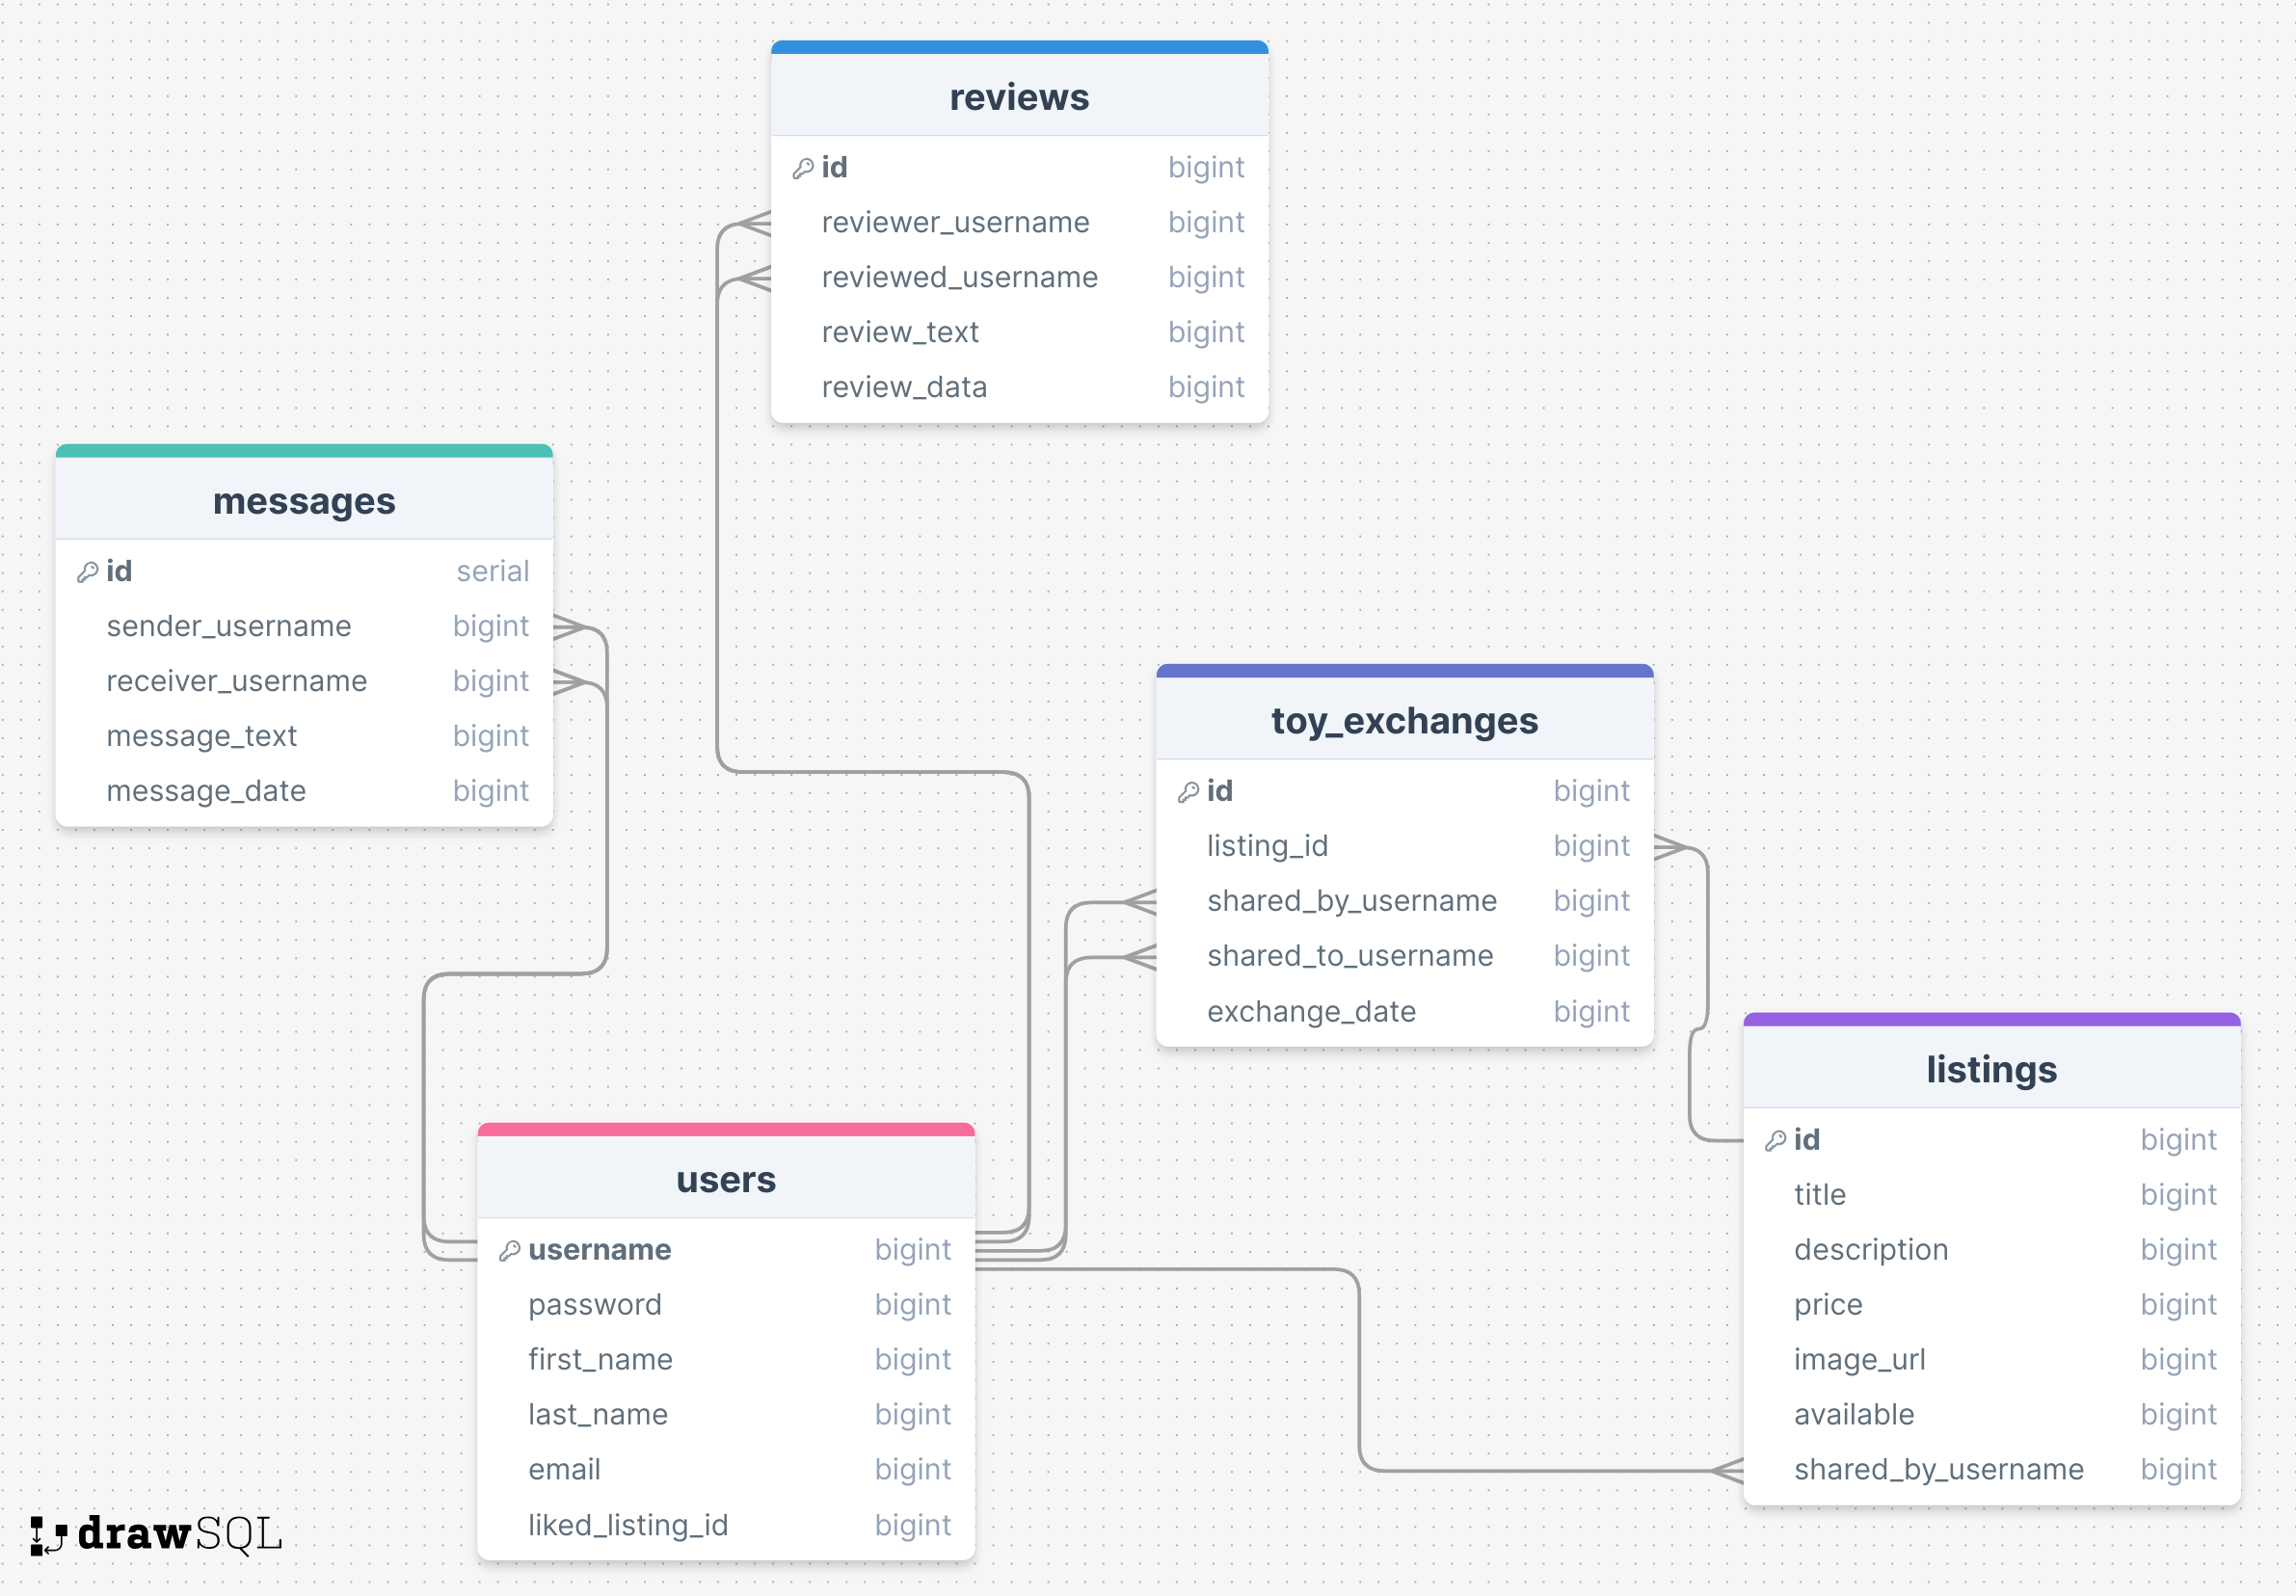 reviews
id bigint
reviewer_username bigint
reviewed_username bigint
review_text bigint
review_data bigint
messages
id serial
sender_username bigint
receiver_username bigint
message_text bigint
message_date bigint
toy_exchanges
id bigint
listing_id bigint
shared_by_username bigint
shared_to_username bigint
exchange_date bigint
listings
id bigint
title bigint
description bigint
price bigint
image_url bigint
available bigint
shared_by_username bigint
users
username bigint
password bigint
first_name bigint
last_name bigint
email bigint
liked_listing_id bigint
drawSQL